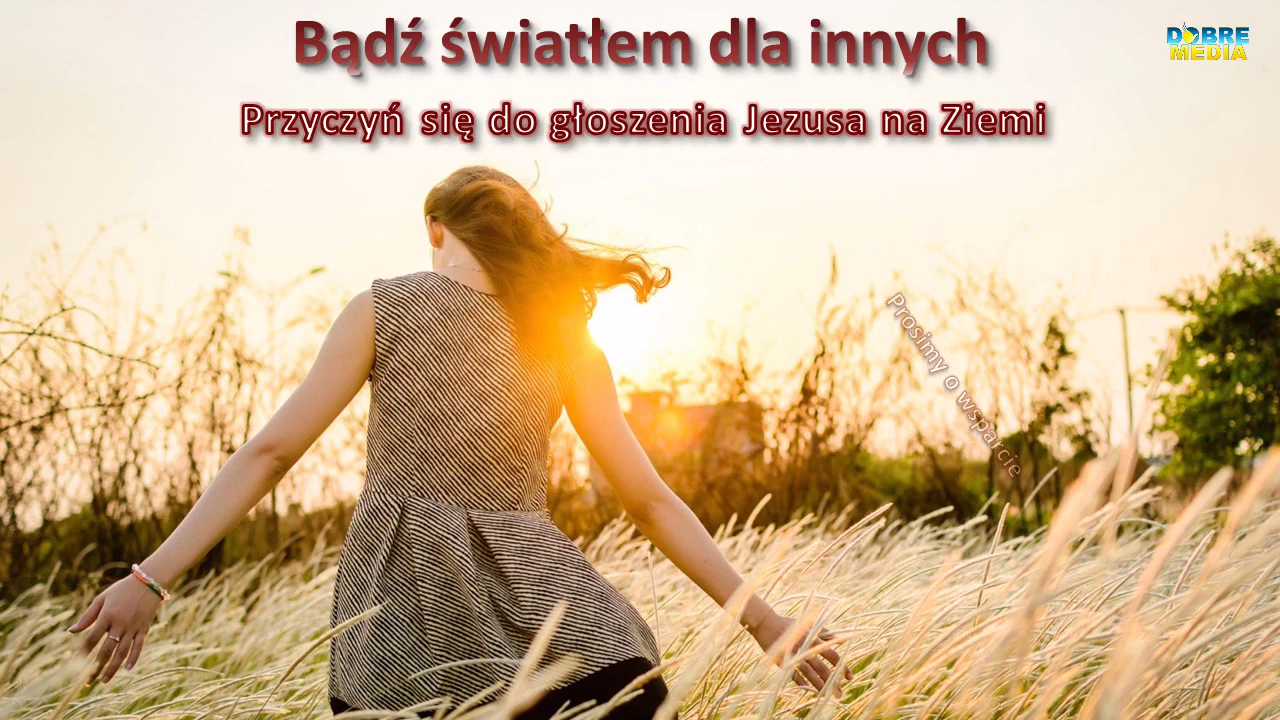 Bądź światłem dla innych
DOBRE
MEDIA
Przyczyń się do głoszenia Jezusa na Ziemi
Prosimy o wsparcie